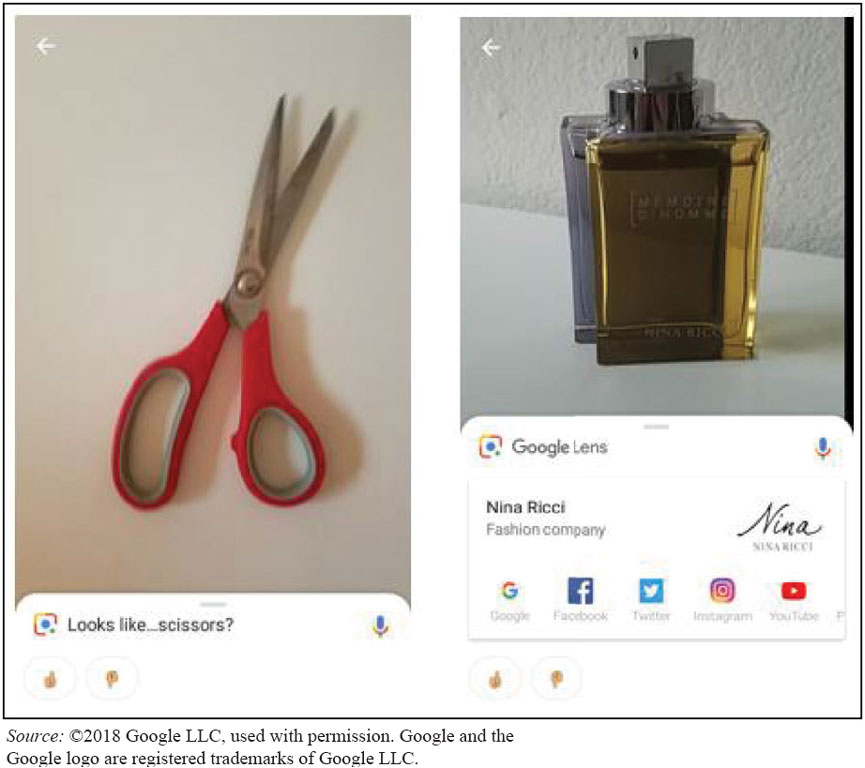 Looks like...scissors?
[MEMOIRE
D'HOMME]
NINA RICCI
Google Lens
Nina Ricci
Fashion company
Nina
NINA RICCI
Google
Facebook
Twitter
Instagram
YouTube
P
Source: ©2018 Google LLC, used with permission. Google and the
Google logo are registered trademarks of Google LLC.